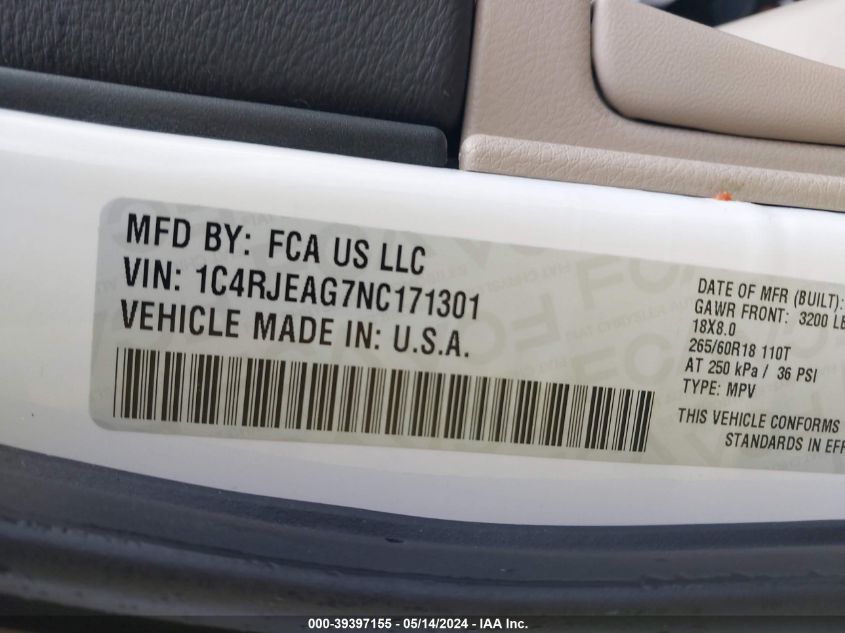 MFD BY: FCA US LLC
VIN: 1C4RJEAG7NC171301
VEHICLE MADE IN: U.S.A.
DATE OF MFR (BUILT):
GAWR FRONT: 3200
18X8.0
265/60R18 110T
AT 250 kPa / 36 PSI
TYPE: MPV
THIS VEHICLE CONFORMS
STANDARDS IN
000-39397155 - 05/14/2024 - IAA Inc.